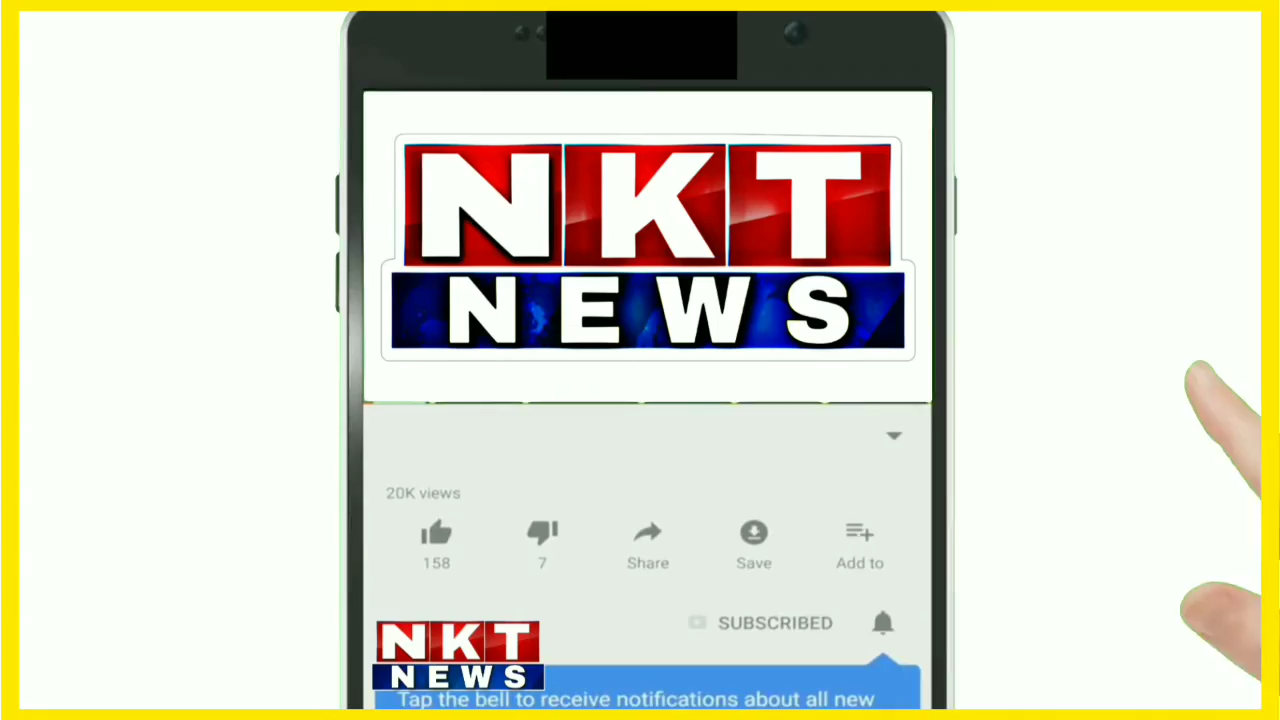 NKT
NEWS
20K views
158
7
Share
Save
Add to
SUBSCRIBED
NKT
NEWS
Tap the bell to receive notifications about all new